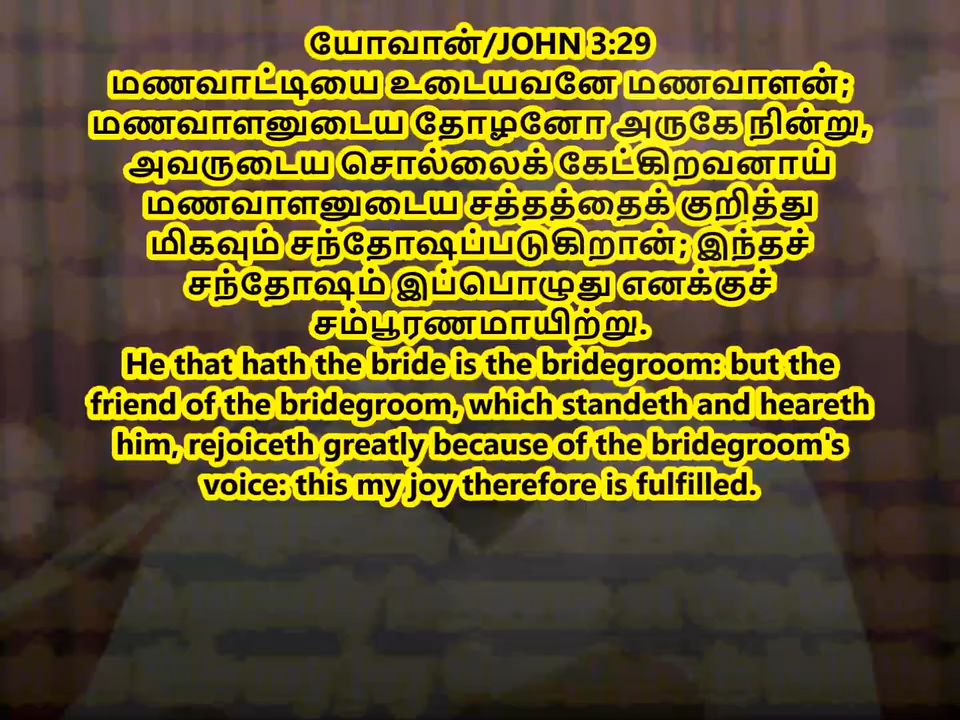 யோவான்/JOHN 3:29
மணவாட்டியை உடையவனே மணவாளன்;
மணவாளனுடைய தோழனோ அருகே நின்று,
அவருடைய சொல்லைக் கேட்கிறவனாய்
மணவாளனுடைய சத்தத்தைக் குறித்து
மிகவும் சந்தோஷப்படுகிறான்; இந்தச்
சந்தோஷம் இப்பொழுது எனக்குச்
சம்பூரணமாயிற்று.
He that hath the bride is the bridegroom: but the
friend of the bridegroom, which standeth and heareth
him, rejoiceth greatly because of the bridegroom's
voice: this my joy therefore is fulfilled.